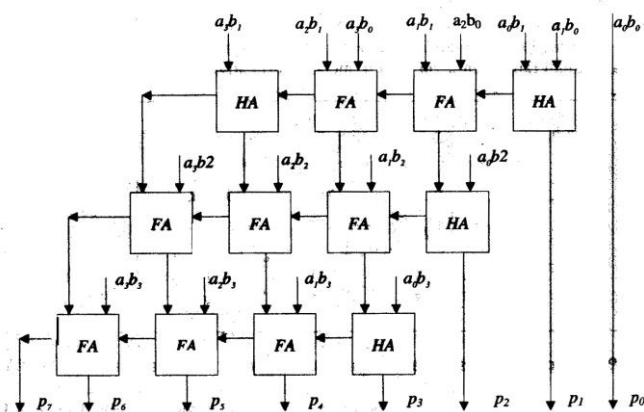 a₃b₁ a₂b₁ a₃b₀ a₁b₁ a₂b₀ a₀b₁ a₁b₀ a₀b₀
HA FA FA HA
a₃b2 a₂b₂ a₁b₂ a₀b2
FA FA FA HA
a₃b₃ a₂b₃ a₁b₃ a₀b₃
FA FA FA HA
p₇ p₆ p₅ p₄ p₃ p₂ p₁ p₀